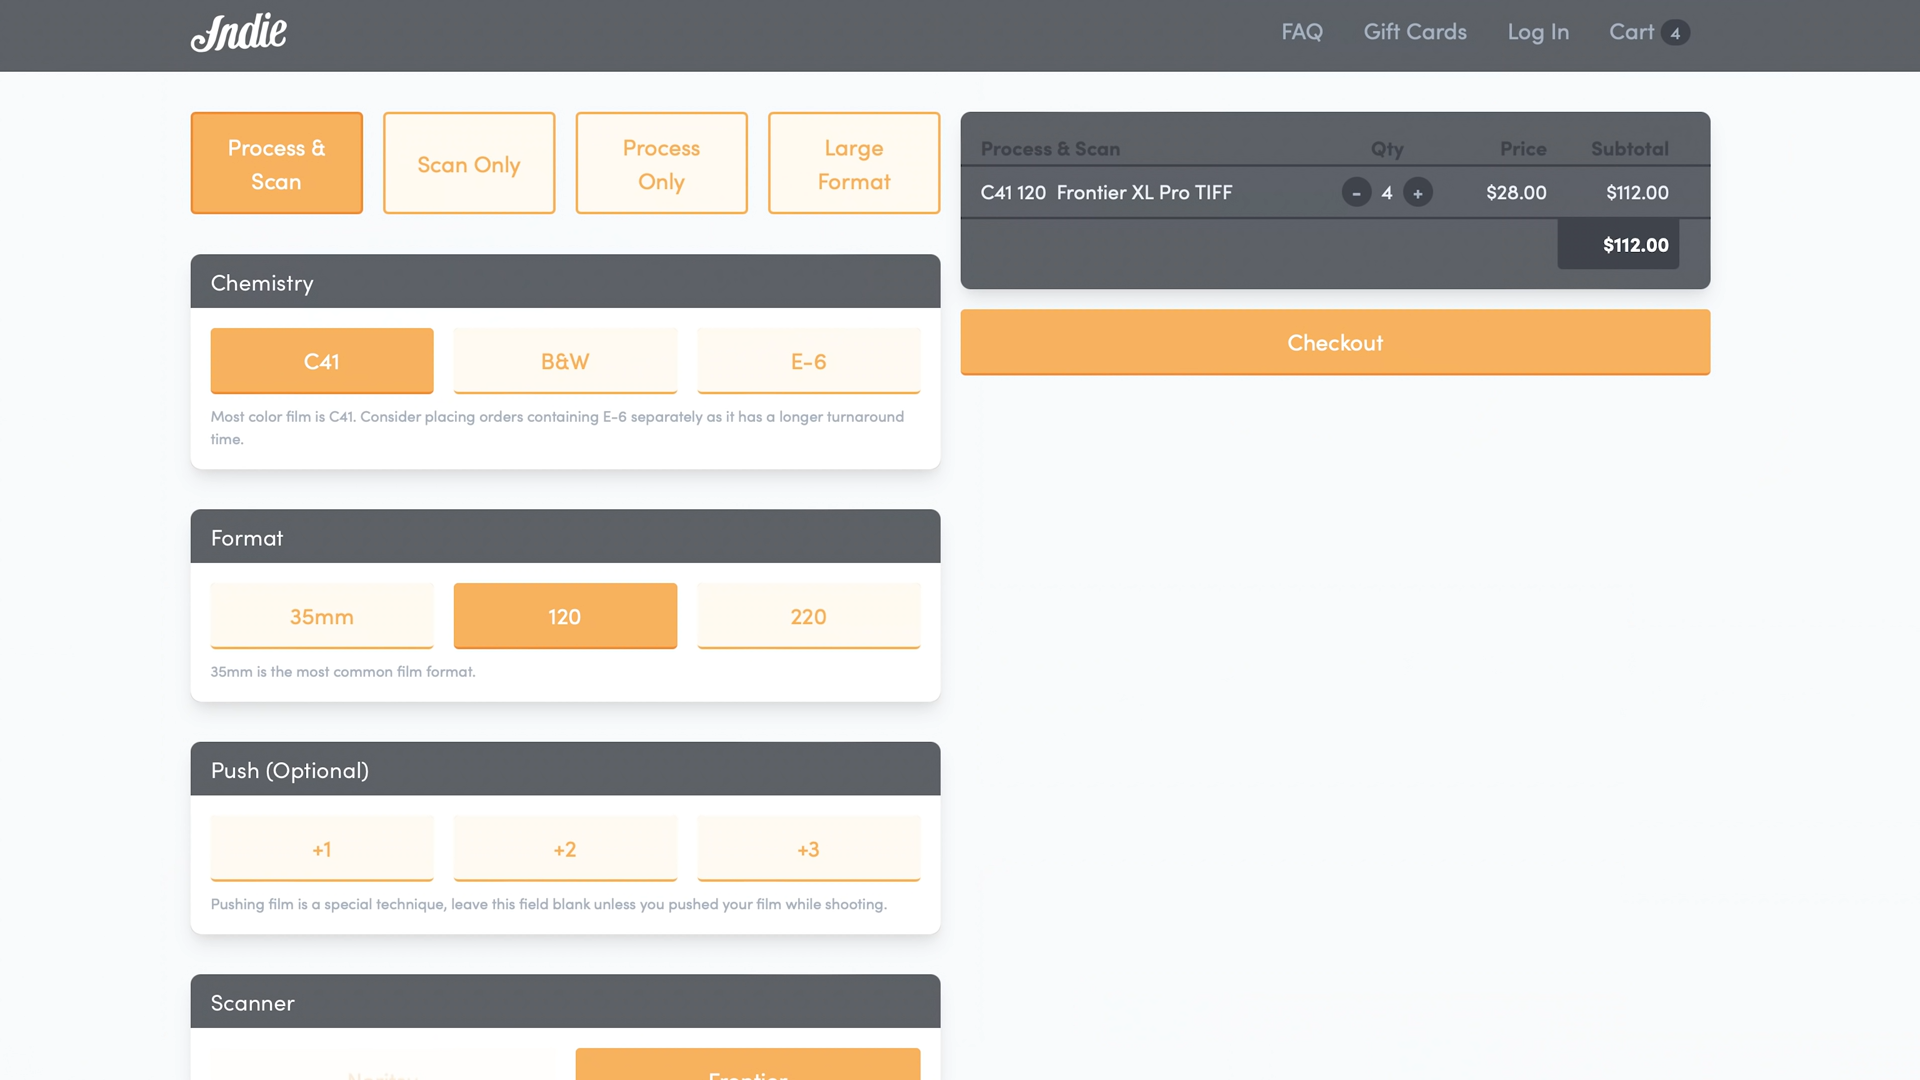 Indie
FAQ
Gift Cards
Log In
Cart 4
Process &
Scan
Scan Only
Process
Only
Large
Format
Process & Scan Qty Price Subtotal
C41 120 Frontier XL Pro TIFF - 4 + $28.00 $112.00
$112.00
Checkout
Chemistry
C41
B&W
E-6
Most color film is C41. Consider placing orders containing E-6 separately as it has a longer turnaround
time.
Format
35mm
120
220
35mm is the most common film format.
Push (Optional)
+1
+2
+3
Pushing film is a special technique, leave this field blank unless you pushed your film while shooting.
Scanner
Frontier